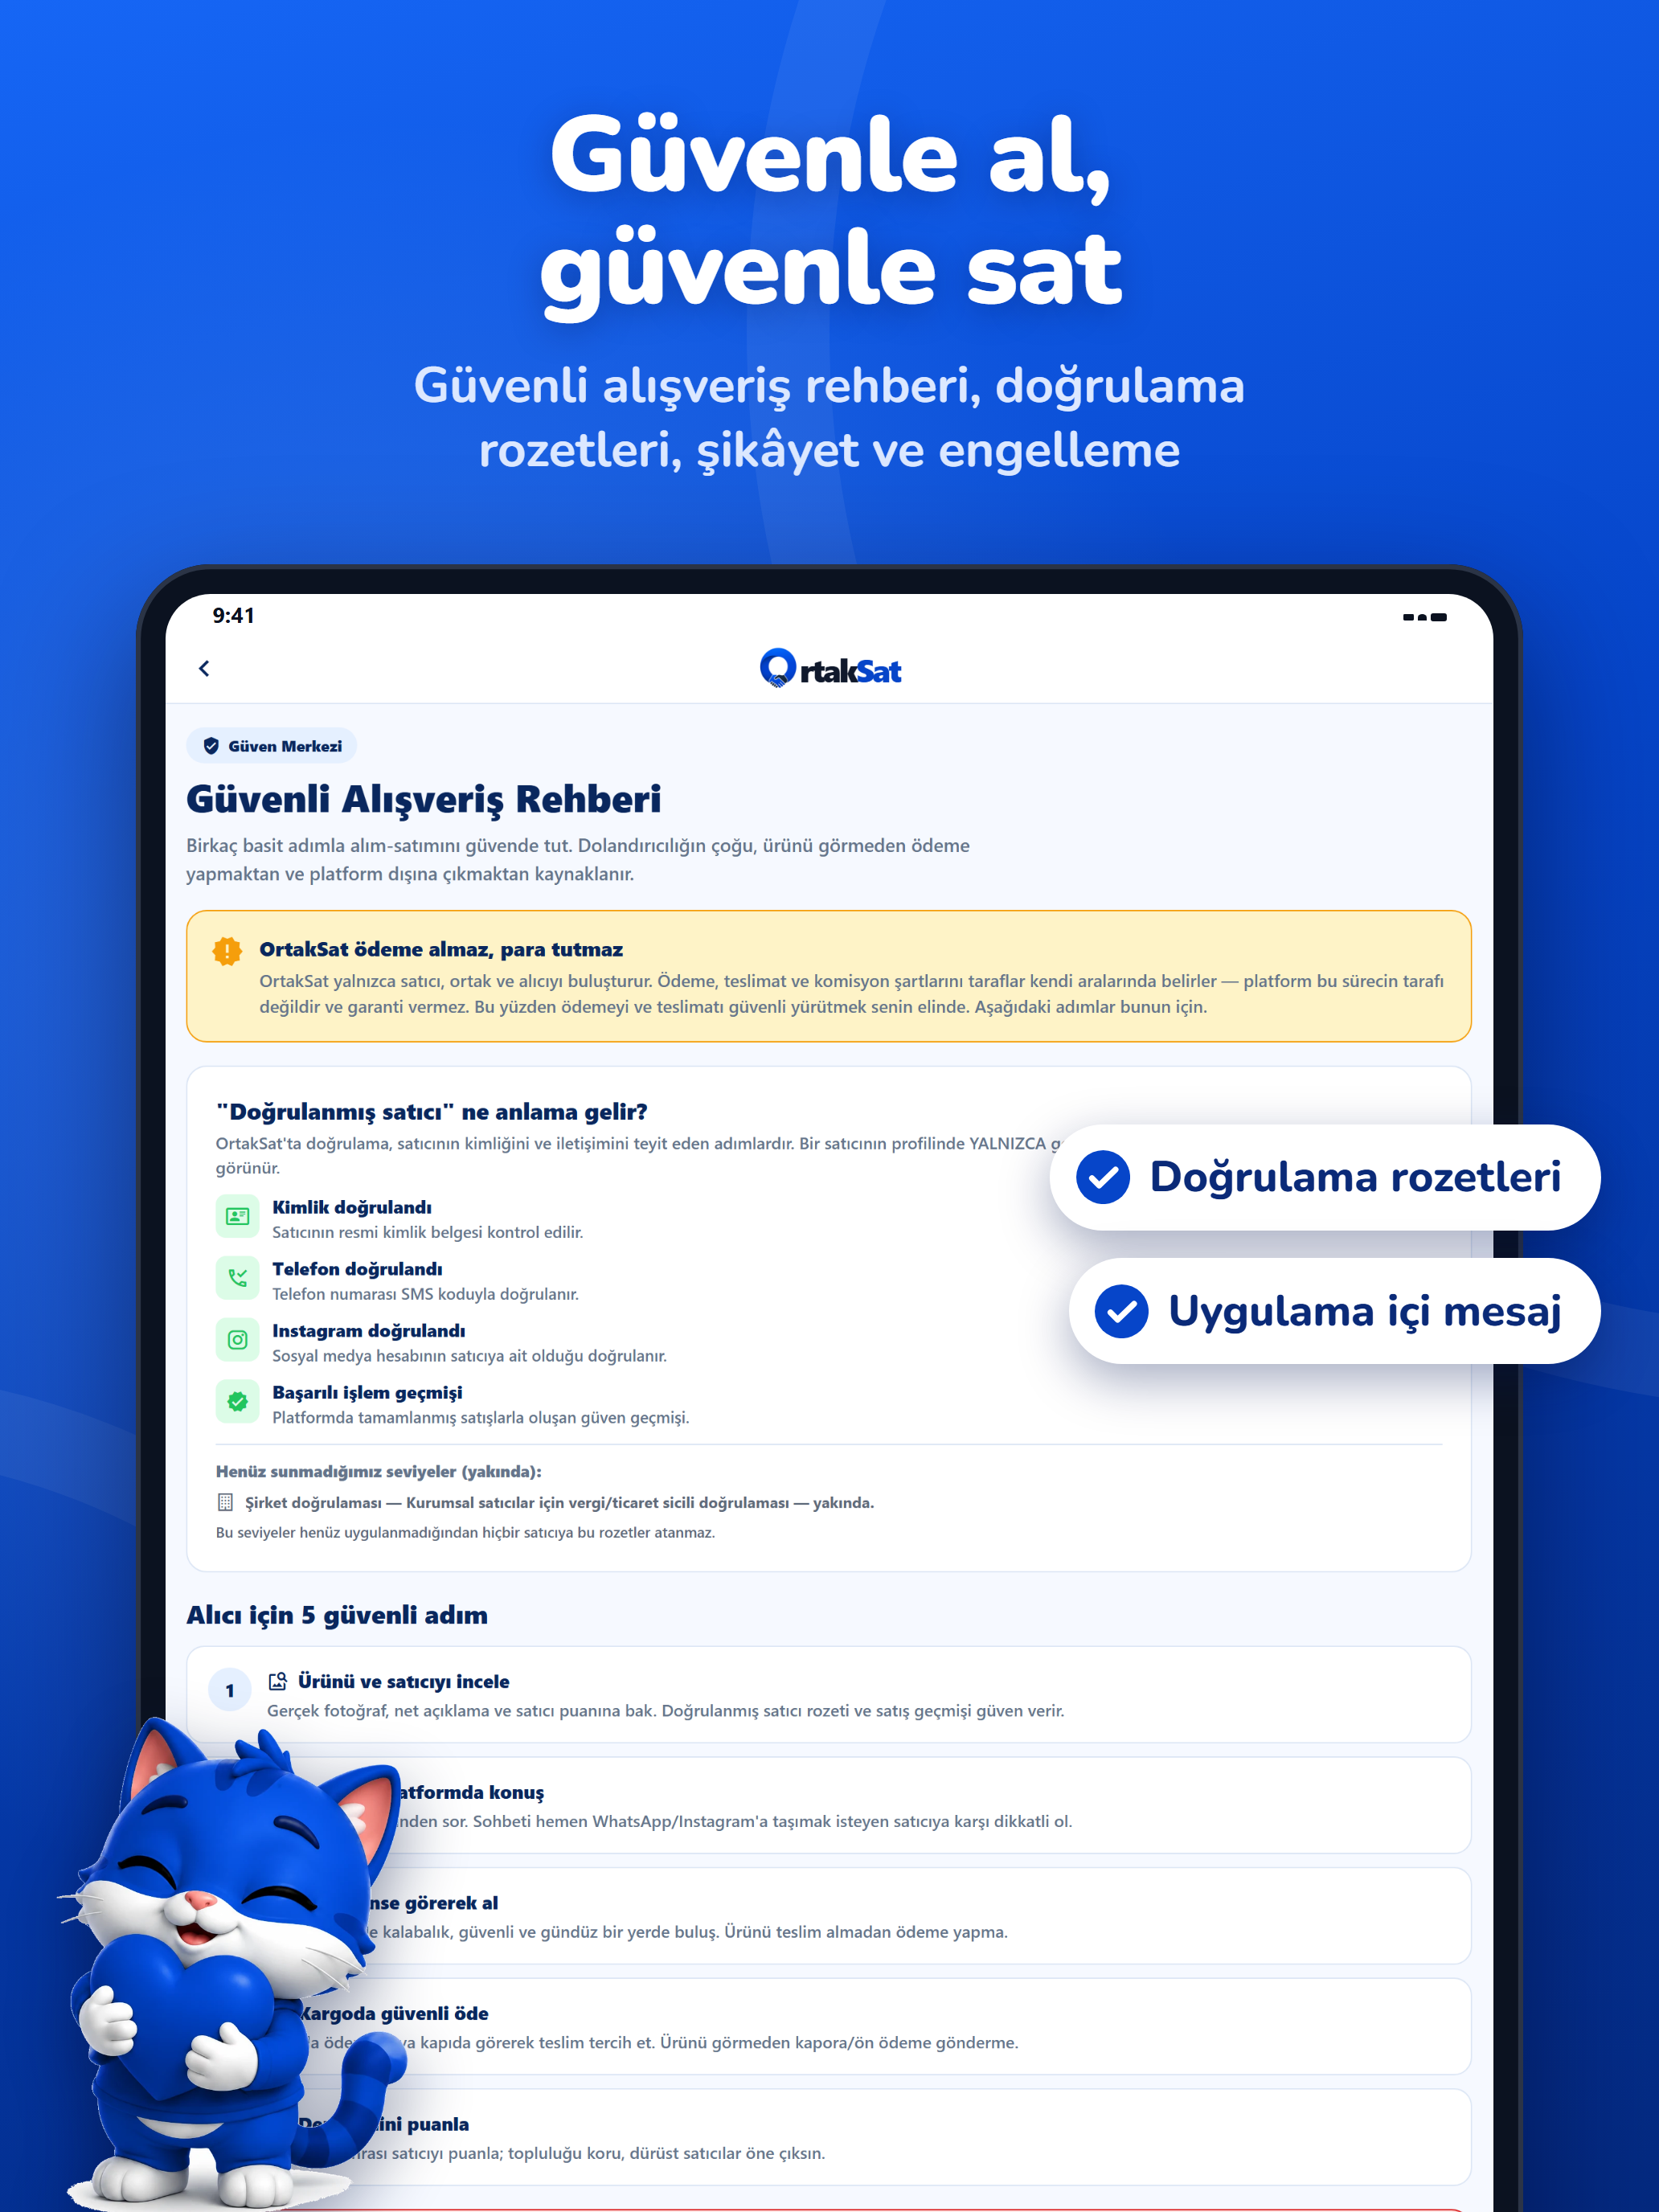 Güvenle al,
güvenle sat
Güvenli alışveriş rehberi, doğrulama
rozetleri, şikâyet ve engelleme
9:41
OrtakSat
Güven Merkezi
Güvenli Alışveriş Rehberi
Birkaç basit adımla alım-satımını güvende tut. Dolandırıcılığın çoğu, ürünü görmeden ödeme
yapmaktan ve platform dışına çıkmaktan kaynaklanır.
OrtakSat ödeme almaz, para tutmaz
OrtakSat yalnızca satıcı, ortak ve alıcıyı buluşturur. Ödeme, teslimat ve komisyon şartlarını taraflar kendi aralarında belirler — platform bu sürecin tarafı
değildir ve garanti vermez. Bu yüzden ödemeyi ve teslimatı güvenli yürütmek senin elinde. Aşağıdaki adımlar bunun için.
"Doğrulanmış satıcı" ne anlama gelir?
OrtakSat'ta doğrulama, satıcının kimliğini ve iletişimini teyit eden adımlardır. Bir satıcının profilinde YALNIZCA
görünür.
Doğrulama rozetleri
Uygulama içi mesaj
Kimlik doğrulandı
Satıcının resmi kimlik belgesi kontrol edilir.
Telefon doğrulandı
Telefon numarası SMS koduyla doğrulanır.
Instagram doğrulandı
Sosyal medya hesabının satıcıya ait olduğu doğrulanır.
Başarılı işlem geçmişi
Platformda tamamlanmış satışlarla oluşan güven geçmişi.
Henüz sunmadığımız seviyeler (yakında):
Şirket doğrulaması — Kurumsal satıcılar için vergi/ticaret sicili doğrulaması — yakında.
Bu seviyeler henüz uygulanmadığından hiçbir satıcıya bu rozetler atanmaz.
Alıcı için 5 güvenli adım
1
Ürünü ve satıcıyı incele
Gerçek fotoğraf, net açıklama ve satıcı puanına bak. Doğrulanmış satıcı rozeti ve satış geçmişi güven verir.
konuş
sor. Sohbeti hemen WhatsApp/Instagram'a taşımak isteyen satıcıya karşı dikkatli ol.
görerek al
kalabalık, güvenli ve gündüz bir yerde buluş. Ürünü teslim almadan ödeme yapma.
Kargoda güvenli öde
kapıda görerek teslim tercih et. Ürünü görmeden kapora/ön ödeme gönderme.
puanla
satıcıyı puanla; topluluğu koru, dürüst satıcılar öne çıksın.